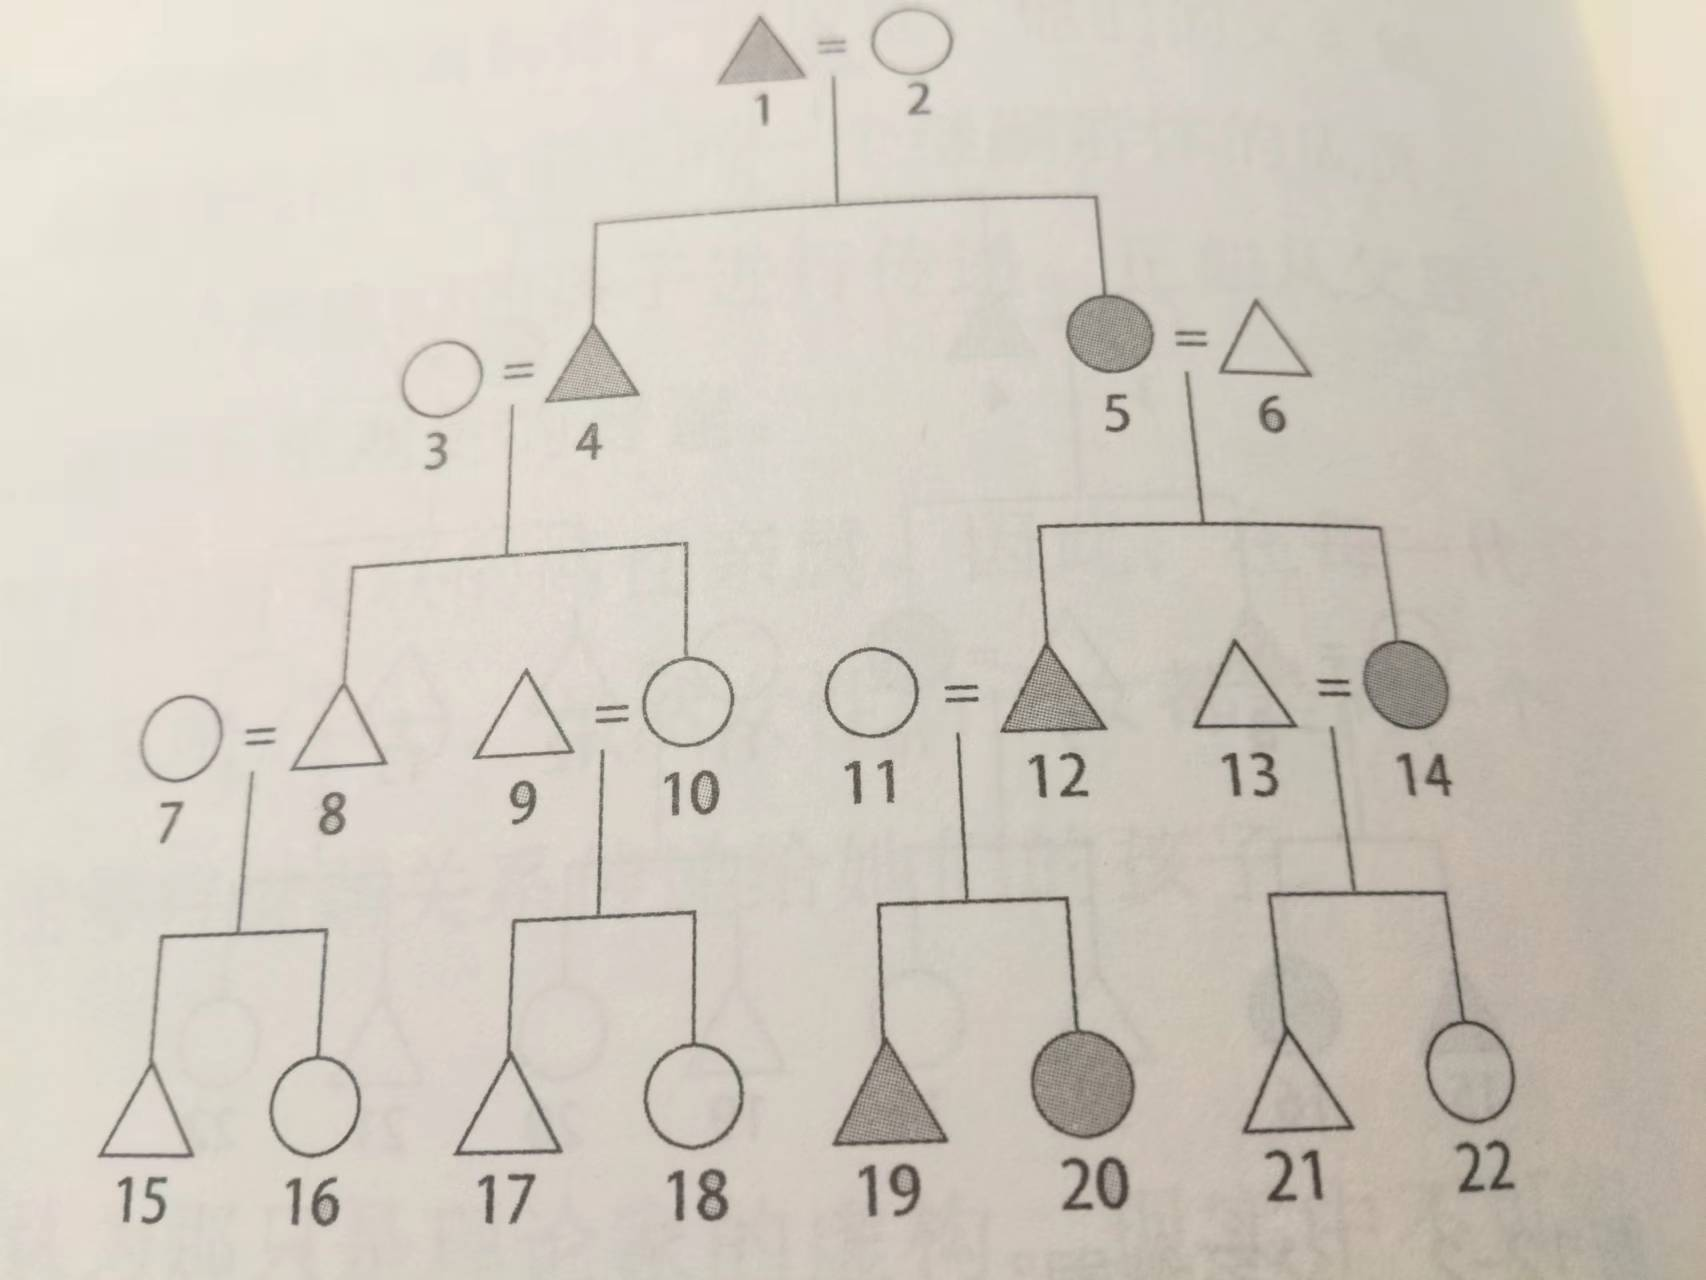 =
1 2
= =
3 4 5 6
= = = =
7 8 9 10 11 12 13 14
15 16 17 18 19 20 21 22